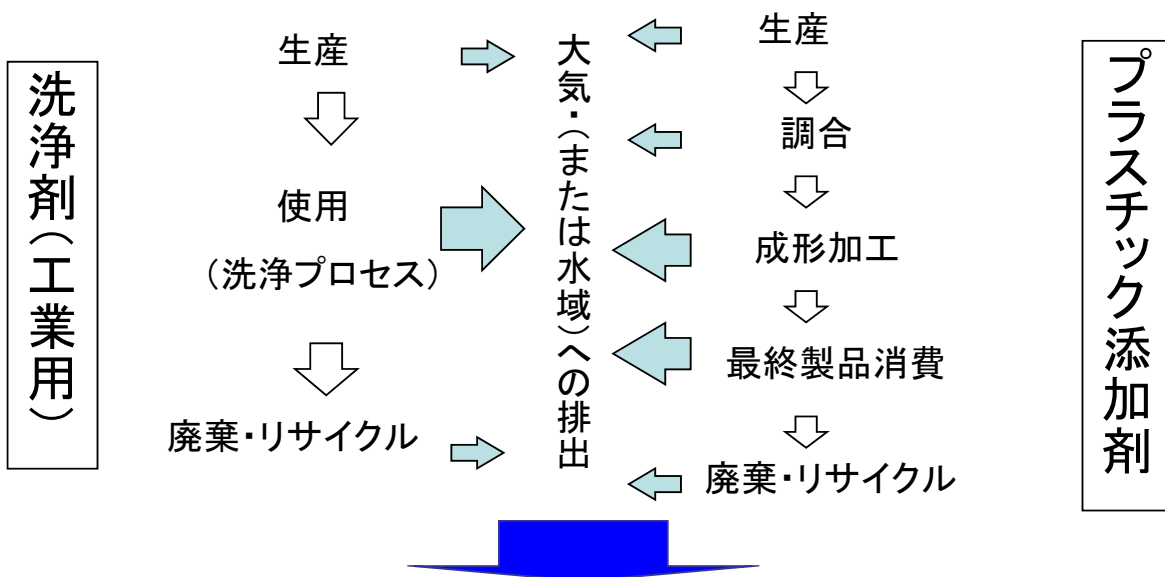 洗浄剤(工業用)
生産
使用
(洗浄プロセス)
廃棄・リサイクル
大気・(または水域)への排出
生産
調合
成形加工
最終製品消費
廃棄・リサイクル
プラスチック添加剤